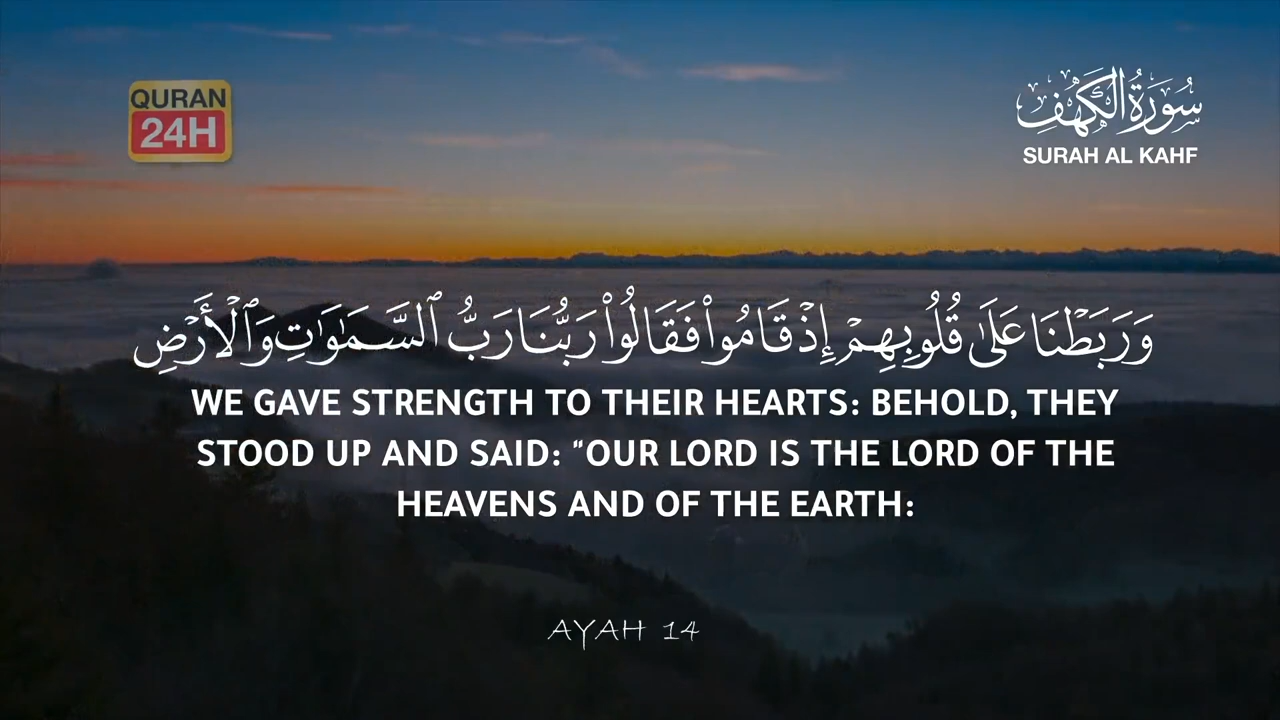 QURAN
24H
سُورَةُ الْكَهْفِ
SURAH AL KAHF
وَرَبَطْنَا عَلَىٰ قُلُوبِهِمْ إِذْ قَامُوا۟ فَقَالُوا۟ رَبُّنَا رَبُّ ٱلسَّمَـٰوَٰتِ وَٱلْأَرْضِ
WE GAVE STRENGTH TO THEIR HEARTS: BEHOLD, THEY
STOOD UP AND SAID: "OUR LORD IS THE LORD OF THE
HEAVENS AND OF THE EARTH:
AYAH 14